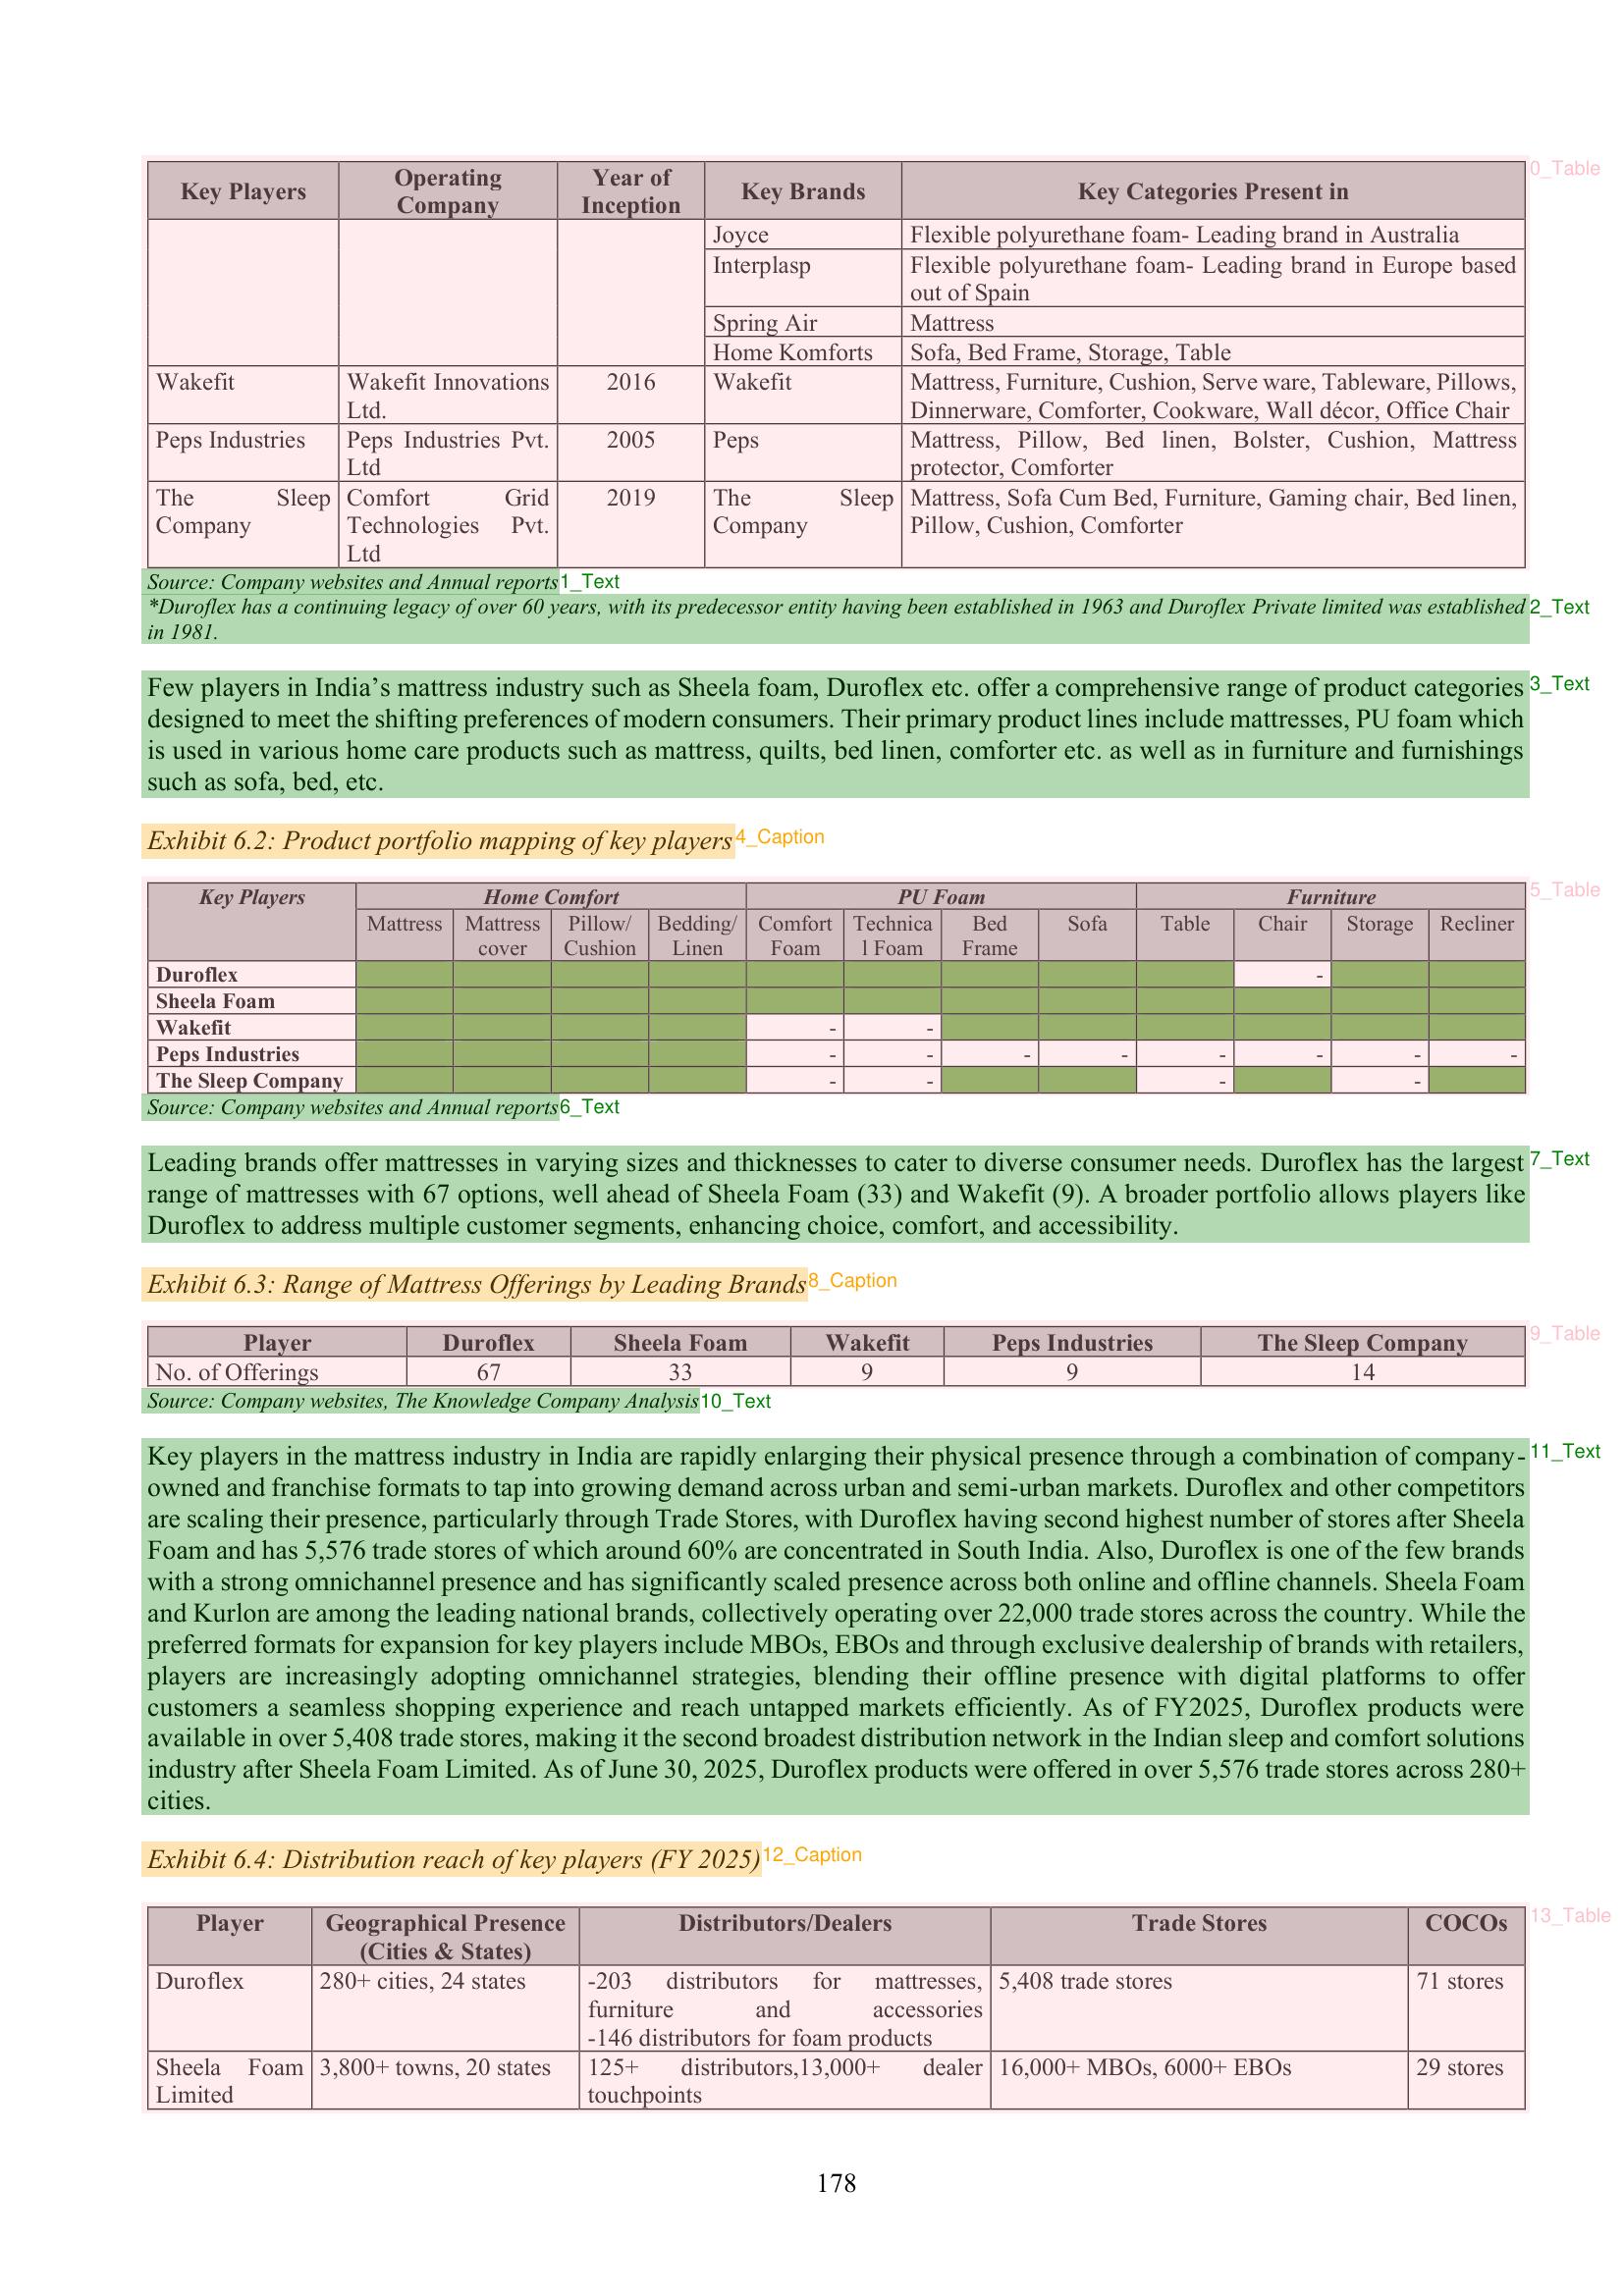 Key Players Operating Company Year of Inception Key Brands Key Categories Present in 0_Table
Joyce Flexible polyurethane foam- Leading brand in Australia
Interplasp Flexible polyurethane foam- Leading brand in Europe based
out of Spain
Spring Air Mattress
Home Komforts Sofa, Bed Frame, Storage, Table
Wakefit Wakefit Innovations Ltd. 2016 Wakefit Mattress, Furniture, Cushion, Serve ware, Tableware, Pillows,
Dinnerware, Comforter, Cookware, Wall décor, Office Chair
Peps Industries Peps Industries Pvt. Ltd 2005 Peps Mattress, Pillow, Bed linen, Bolster, Cushion, Mattress
protector, Comforter
The Sleep Company Comfort Grid Technologies Pvt. Ltd 2019 The Sleep Company Mattress, Sofa Cum Bed, Furniture, Gaming chair, Bed linen,
Pillow, Cushion, Comforter
Source: Company websites and Annual reports 1_Text
*Duroflex has a continuing legacy of over 60 years, with its predecessor entity having been established in 1963 and Duroflex Private limited was established 2_Text
in 1981.
Few players in India’s mattress industry such as Sheela foam, Duroflex etc. offer a comprehensive range of product categories 3_Text
designed to meet the shifting preferences of modern consumers. Their primary product lines include mattresses, PU foam which
is used in various home care products such as mattress, quilts, bed linen, comforter etc. as well as in furniture and furnishings
such as sofa, bed, etc.
Exhibit 6.2: Product portfolio mapping of key players 4_Caption
Key Players Home Comfort PU Foam Furniture 5_Table
Mattress Mattress cover Pillow/ Cushion Bedding/ Linen Comfort Foam Technica l Foam Bed Frame Sofa Table Chair Storage Recliner
Duroflex -
Sheela Foam
Wakefit - -
Peps Industries - - - - - - - -
The Sleep Company - - - -
Source: Company websites and Annual reports 6_Text
Leading brands offer mattresses in varying sizes and thicknesses to cater to diverse consumer needs. Duroflex has the largest 7_Text
range of mattresses with 67 options, well ahead of Sheela Foam (33) and Wakefit (9). A broader portfolio allows players like
Duroflex to address multiple customer segments, enhancing choice, comfort, and accessibility.
Exhibit 6.3: Range of Mattress Offerings by Leading Brands 8_Caption
Player Duroflex Sheela Foam Wakefit Peps Industries The Sleep Company 9_Table
No. of Offerings 67 33 9 9 14
Source: Company websites, The Knowledge Company Analysis 10_Text
Key players in the mattress industry in India are rapidly enlarging their physical presence through a combination of company- 11_Text
owned and franchise formats to tap into growing demand across urban and semi-urban markets. Duroflex and other competitors
are scaling their presence, particularly through Trade Stores, with Duroflex having second highest number of stores after Sheela
Foam and has 5,576 trade stores of which around 60% are concentrated in South India. Also, Duroflex is one of the few brands
with a strong omnichannel presence and has significantly scaled presence across both online and offline channels. Sheela Foam
and Kurlon are among the leading national brands, collectively operating over 22,000 trade stores across the country. While the
preferred formats for expansion for key players include MBOs, EBOs and through exclusive dealership of brands with retailers,
players are increasingly adopting omnichannel strategies, blending their offline presence with digital platforms to offer
customers a seamless shopping experience and reach untapped markets efficiently. As of FY2025, Duroflex products were
available in over 5,408 trade stores, making it the second broadest distribution network in the Indian sleep and comfort solutions
industry after Sheela Foam Limited. As of June 30, 2025, Duroflex products were offered in over 5,576 trade stores across 280+
cities.
Exhibit 6.4: Distribution reach of key players (FY 2025) 12_Caption
Player Geographical Presence (Cities & States) Distributors/Dealers Trade Stores COCOs 13_Table
Duroflex 280+ cities, 24 states -203 distributors for mattresses, 5,408 trade stores 71 stores
furniture and accessories
-146 distributors for foam products
Sheela Foam Limited 3,800+ towns, 20 states 125+ distributors,13,000+ dealer touchpoints 16,000+ MBOs, 6000+ EBOs 29 stores
178